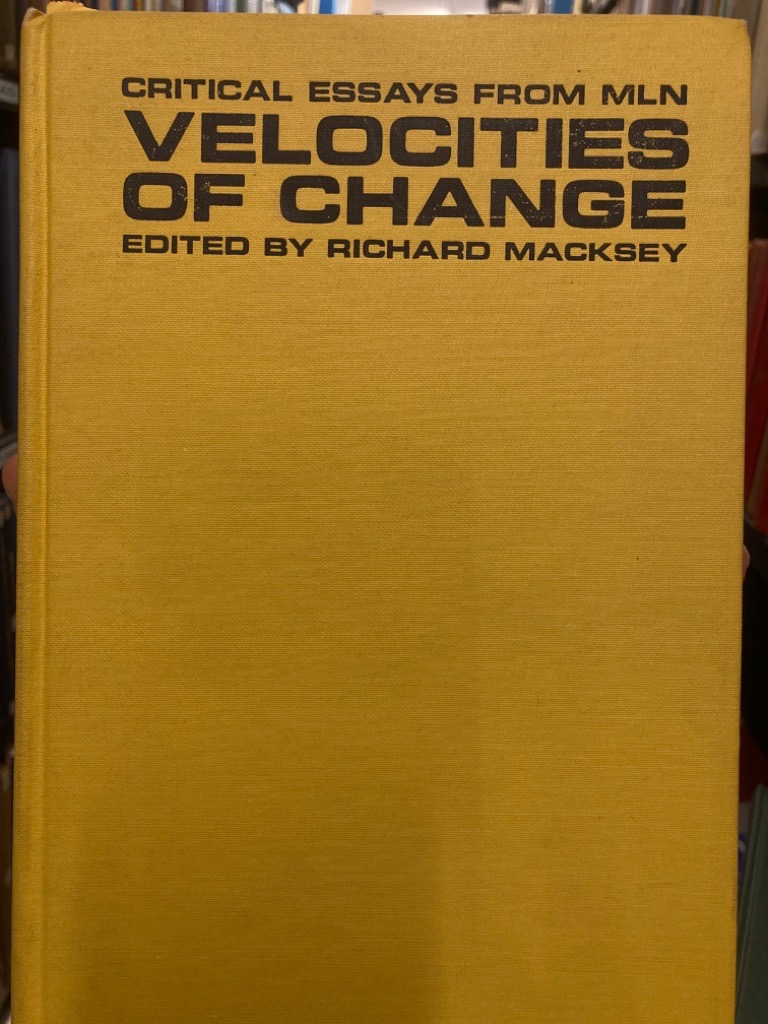 CRITICAL ESSAYS FROM MLN
VELOCITIES
OF CHANGE
EDITED BY RICHARD MACKSEY